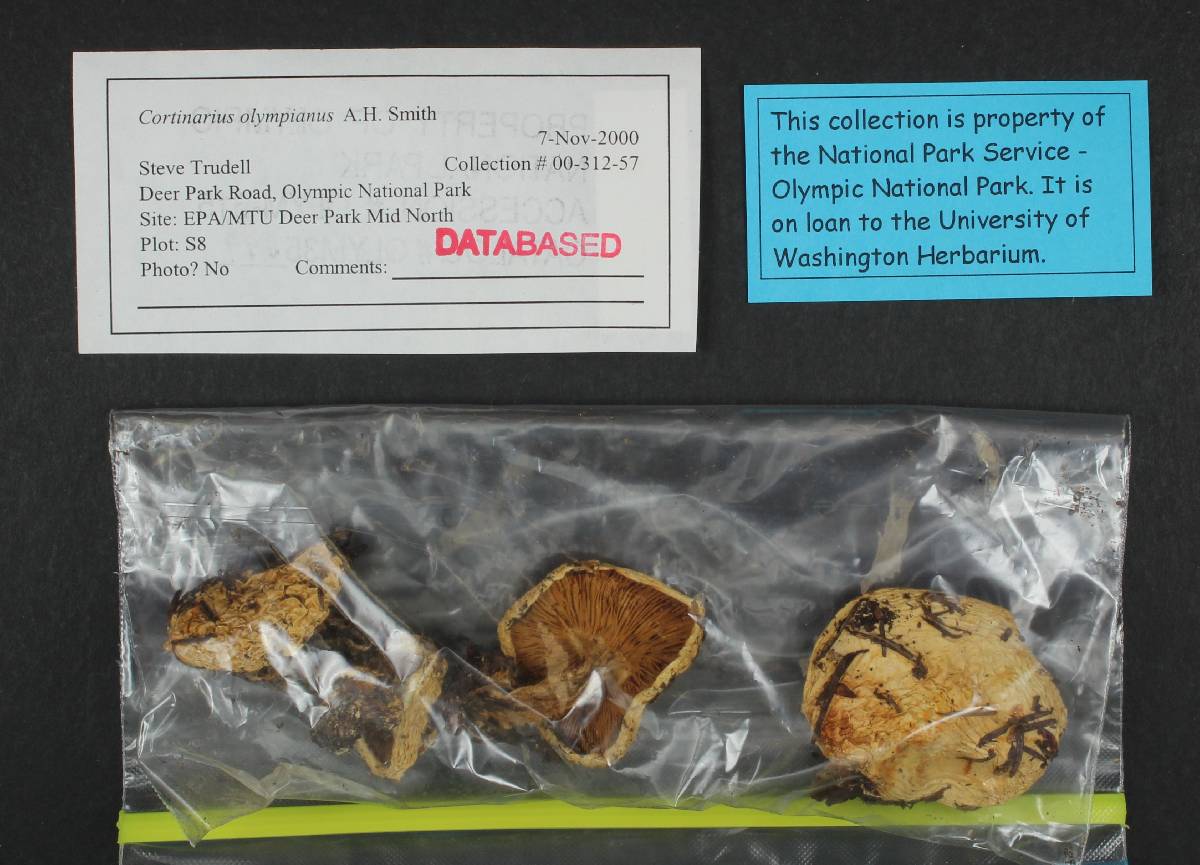 Cortinarius olympianus A.H. Smith
7-Nov-2000
Steve Trudell Collection # 00-312-57
Deer Park Road, Olympic National Park
Site: EPA/MTU Deer Park Mid North
Plot: S8
DATABASED
Photo? No Comments:
This collection is property of
the National Park Service -
Olympic National Park. It is
on loan to the University of
Washington Herbarium.